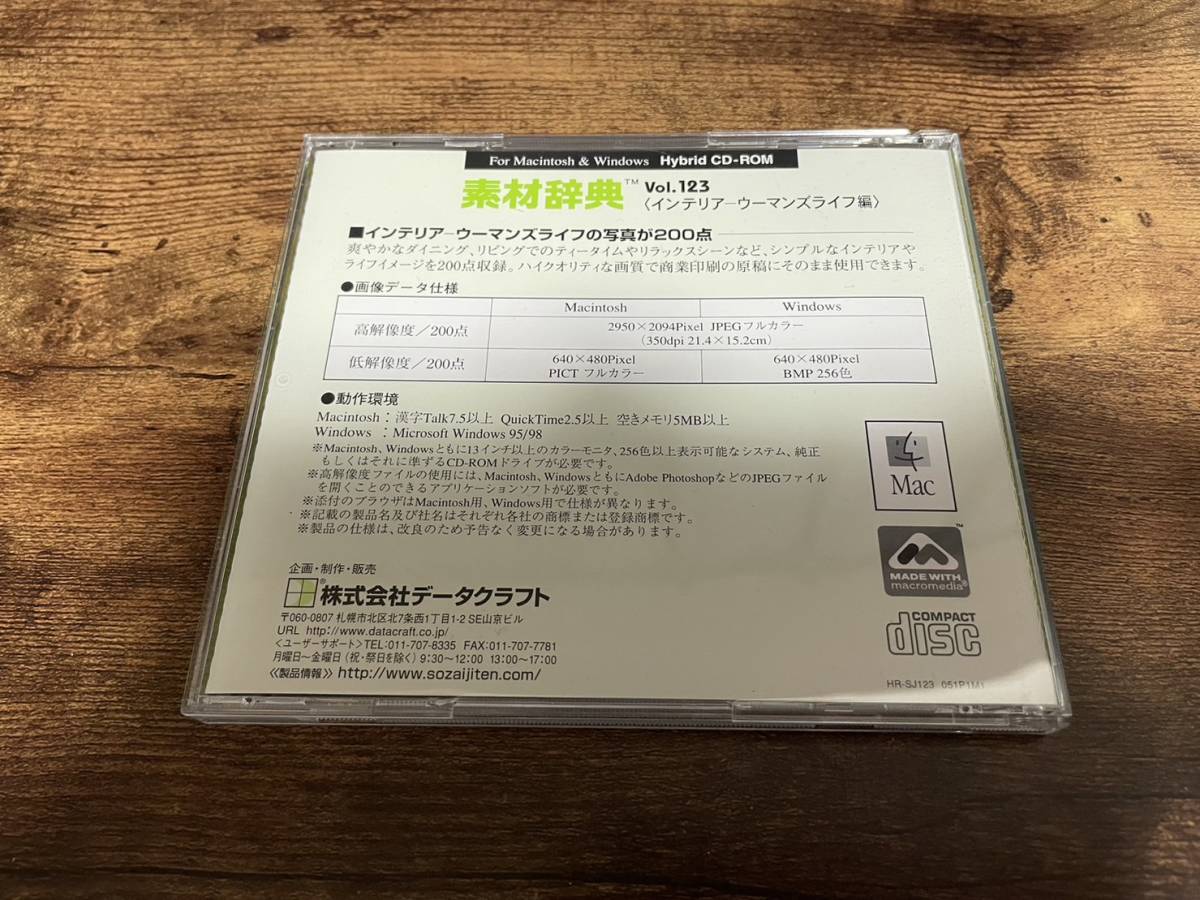 For Macintosh & Windows Hybrid CD-ROM
素材辞典™ Vol.123
〈インテリアーウーマンズライフ編〉
■インテリアーウーマンズライフの写真が200点
爽やかなダイニング、リビングでのティータイムやリラックスシーンなど、シンプルなインテリアや
ライフイメージを200点収録。ハイクオリティな画質で商業印刷の原稿にそのまま使用できます。
●画像データ仕様
Macintosh Windows
高解像度/200点 2950×2094Pixel JPEGフルカラー
(350dpi 21.4×15.2cm)
低解像度/200点 640×480Pixel 640×480Pixel
PICT フルカラー BMP 256色
●動作環境
Macintosh：漢字Talk7.5以上 QuickTime2.5以上 空きメモリ5MB以上
Windows ：Microsoft Windows 95/98
※Macintosh、Windowsともに13インチ以上のカラーモニタ、256色以上表示可能なシステム、純正
もしくはそれに準ずるCD-ROMドライブが必要です。
※高解像度ファイルの使用には、Macintosh、WindowsともにAdobe PhotoshopなどのJPEGファイル
を開くことのできるアプリケーションソフトが必要です。
※添付のブラウザはMacintosh用、Windows用で仕様が異なります。
※記載の製品名及び社名はそれぞれ各社の商標または登録商標です。
※製品の仕様は、改良のため予告なく変更になる場合があります。
Mac
MADE WITH
macromedia®
™
COMPACT
disc
企画・制作・販売
®株式会社データクラフト
〒060-0807 札幌市北区北7条西1丁目1-2 SE山京ビル
URL http://www.datacraft.co.jp/
＜ユーザーサポート＞TEL:011-707-8335 FAX:011-707-7781
月曜日～金曜日（祝・祭日を除く）9:30～12:00 13:00～17:00
《製品情報》http://www.sozaijiten.com/
HR-SJ123 051P1M1